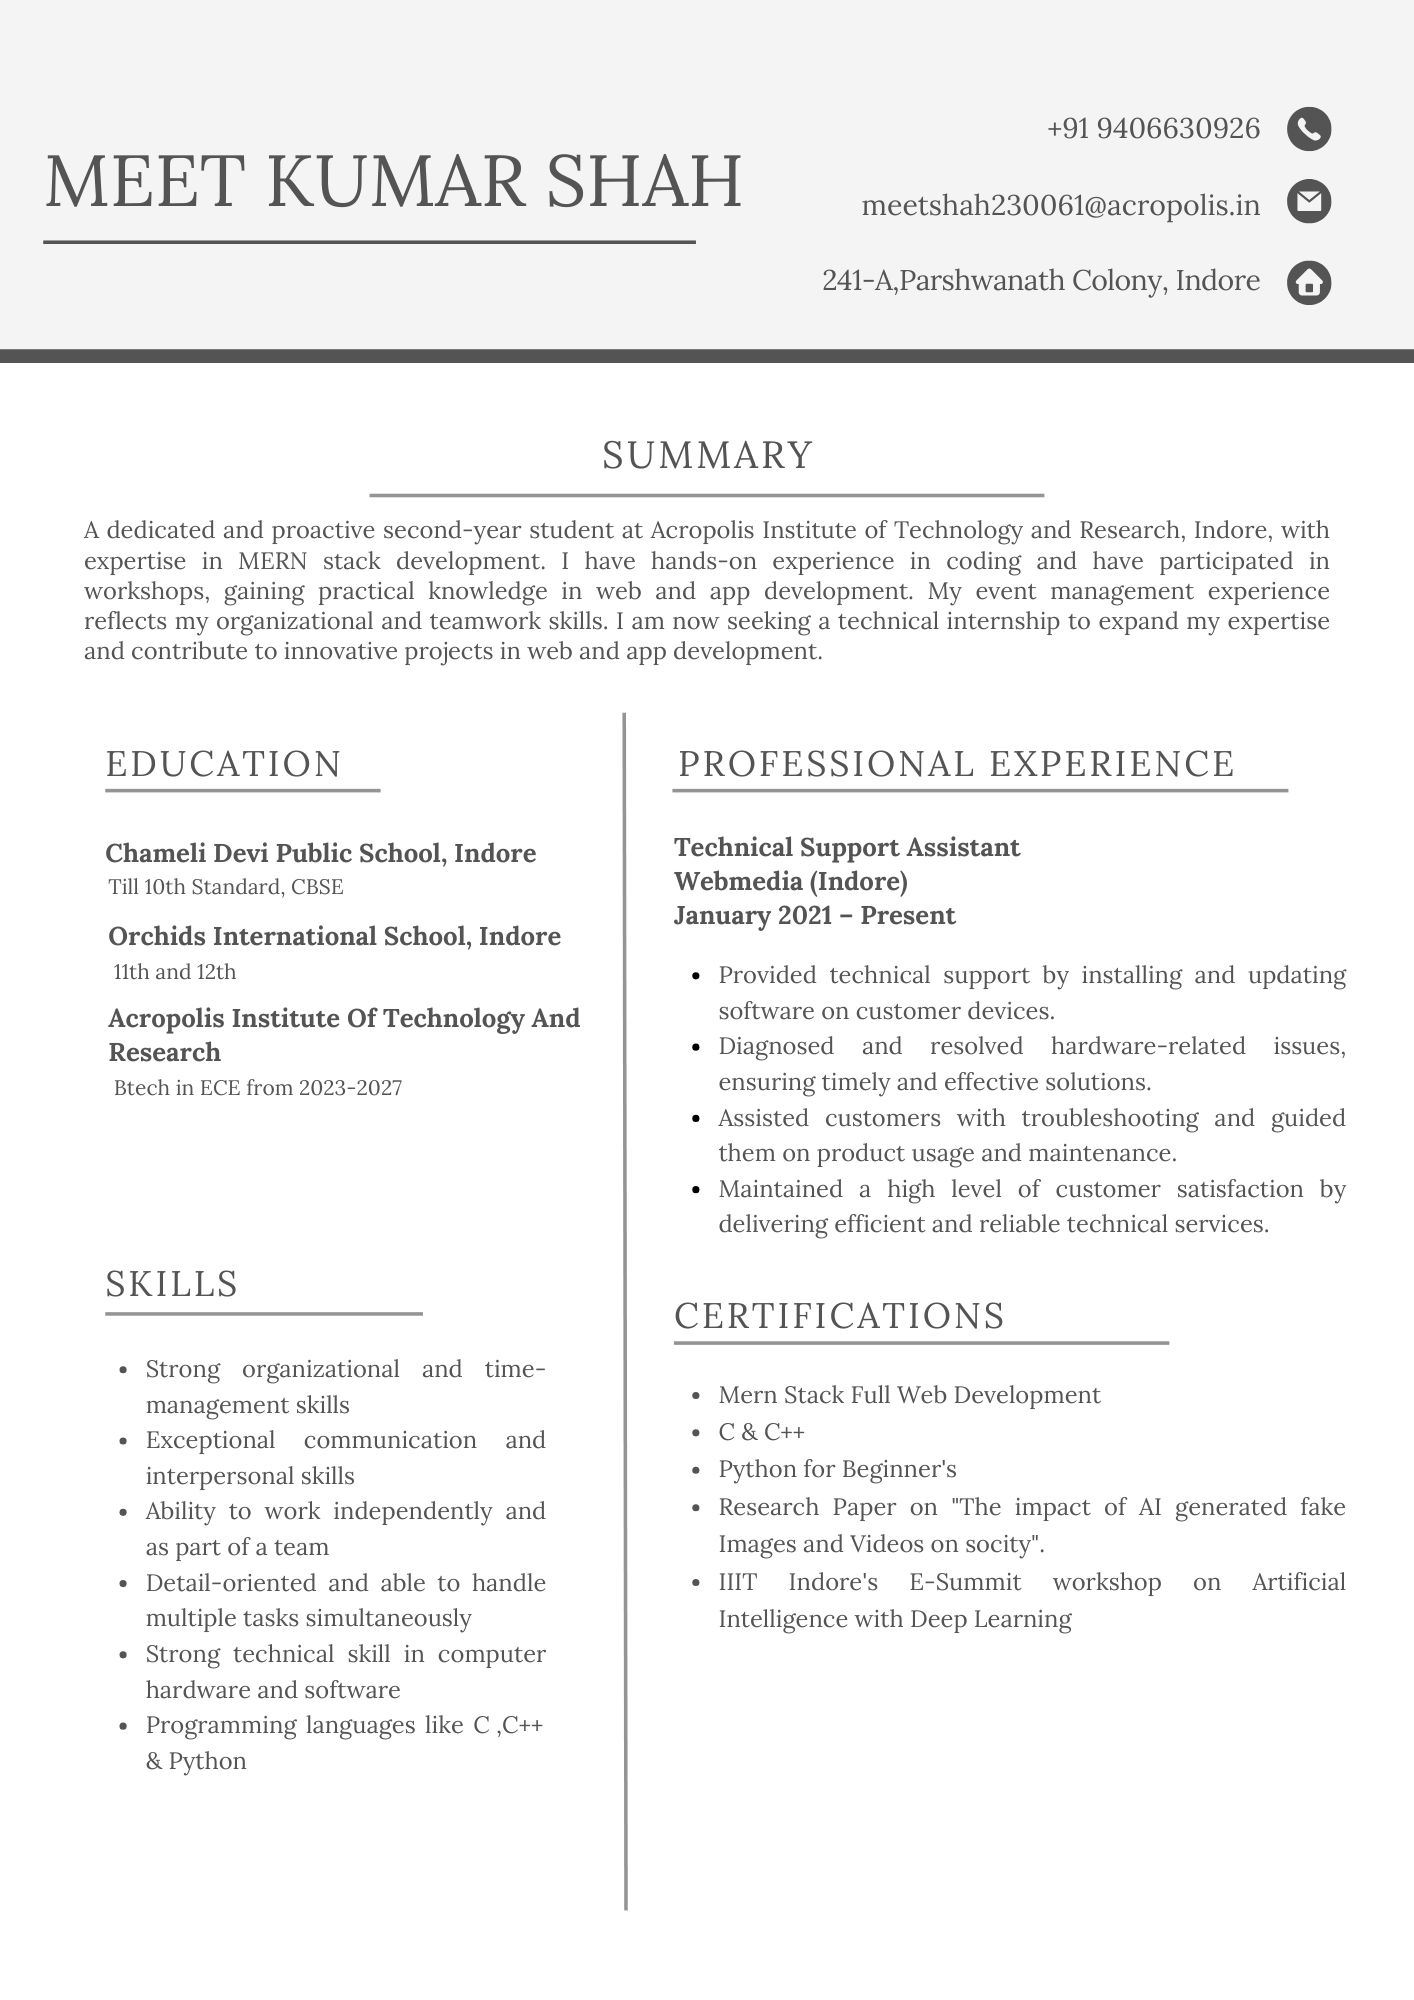 MEET KUMAR SHAH
+91 9406630926
meetshah230061@acropolis.in
241-A,Parshwanath Colony, Indore
SUMMARY
A dedicated and proactive second-year student at Acropolis Institute of Technology and Research, Indore, with
expertise in MERN stack development. I have hands-on experience in coding and have participated in
workshops, gaining practical knowledge in web and app development. My event management experience
reflects my organizational and teamwork skills. I am now seeking a technical internship to expand my expertise
and contribute to innovative projects in web and app development.
EDUCATION
Chameli Devi Public School, Indore
Till 10th Standard, CBSE
Orchids International School, Indore
11th and 12th
Acropolis Institute Of Technology And
Research
Btech in ECE from 2023-2027
SKILLS
• Strong organizational and time-
management skills
• Exceptional communication and
interpersonal skills
• Ability to work independently and
as part of a team
• Detail-oriented and able to handle
multiple tasks simultaneously
• Strong technical skill in computer
hardware and software
• Programming languages like C ,C++
& Python
PROFESSIONAL EXPERIENCE
Technical Support Assistant
Webmedia (Indore)
January 2021 – Present
• Provided technical support by installing and updating
software on customer devices.
• Diagnosed and resolved hardware-related issues,
ensuring timely and effective solutions.
• Assisted customers with troubleshooting and guided
them on product usage and maintenance.
• Maintained a high level of customer satisfaction by
delivering efficient and reliable technical services.
CERTIFICATIONS
• Mern Stack Full Web Development
• C & C++
• Python for Beginner's
• Research Paper on "The impact of AI generated fake
Images and Videos on socity".
• IIIT Indore's E-Summit workshop on Artificial
Intelligence with Deep Learning